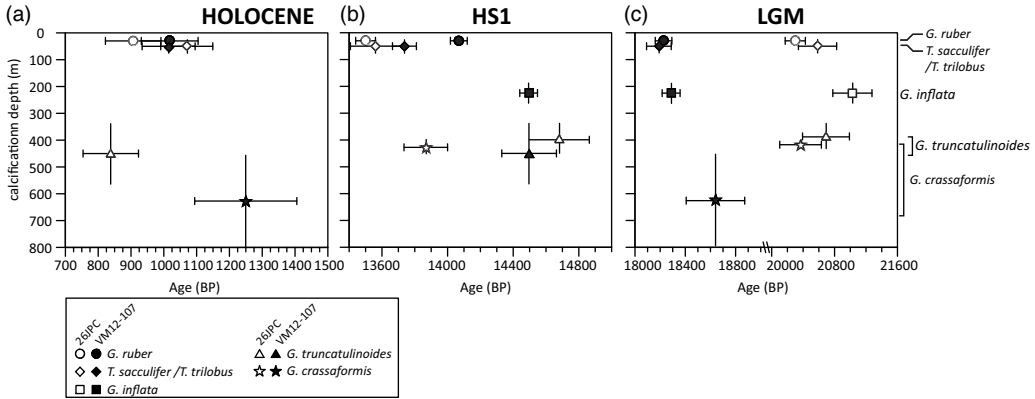 (a) HOLOCENE (b) HS1 (c) LGM
calcificationn depth (m)
0
100
200
300
400
500
600
700
800
700 800 900 1000 1100 1200 1300 1400 1500
Age (BP)
13600 14000 14400 14800
Age (BP)
18000 18400 18800 20000 20800 21600
Age (BP)
G. ruber
T. sacculifer
/T. trilobus
G. inflata
G. truncatulinoides
G. crassaformis
26JPC VM12-107 26JPC VM12-107
G. ruber G. truncatulinoides
T. sacculifer /T. trilobus G. crassaformis
G. inflata